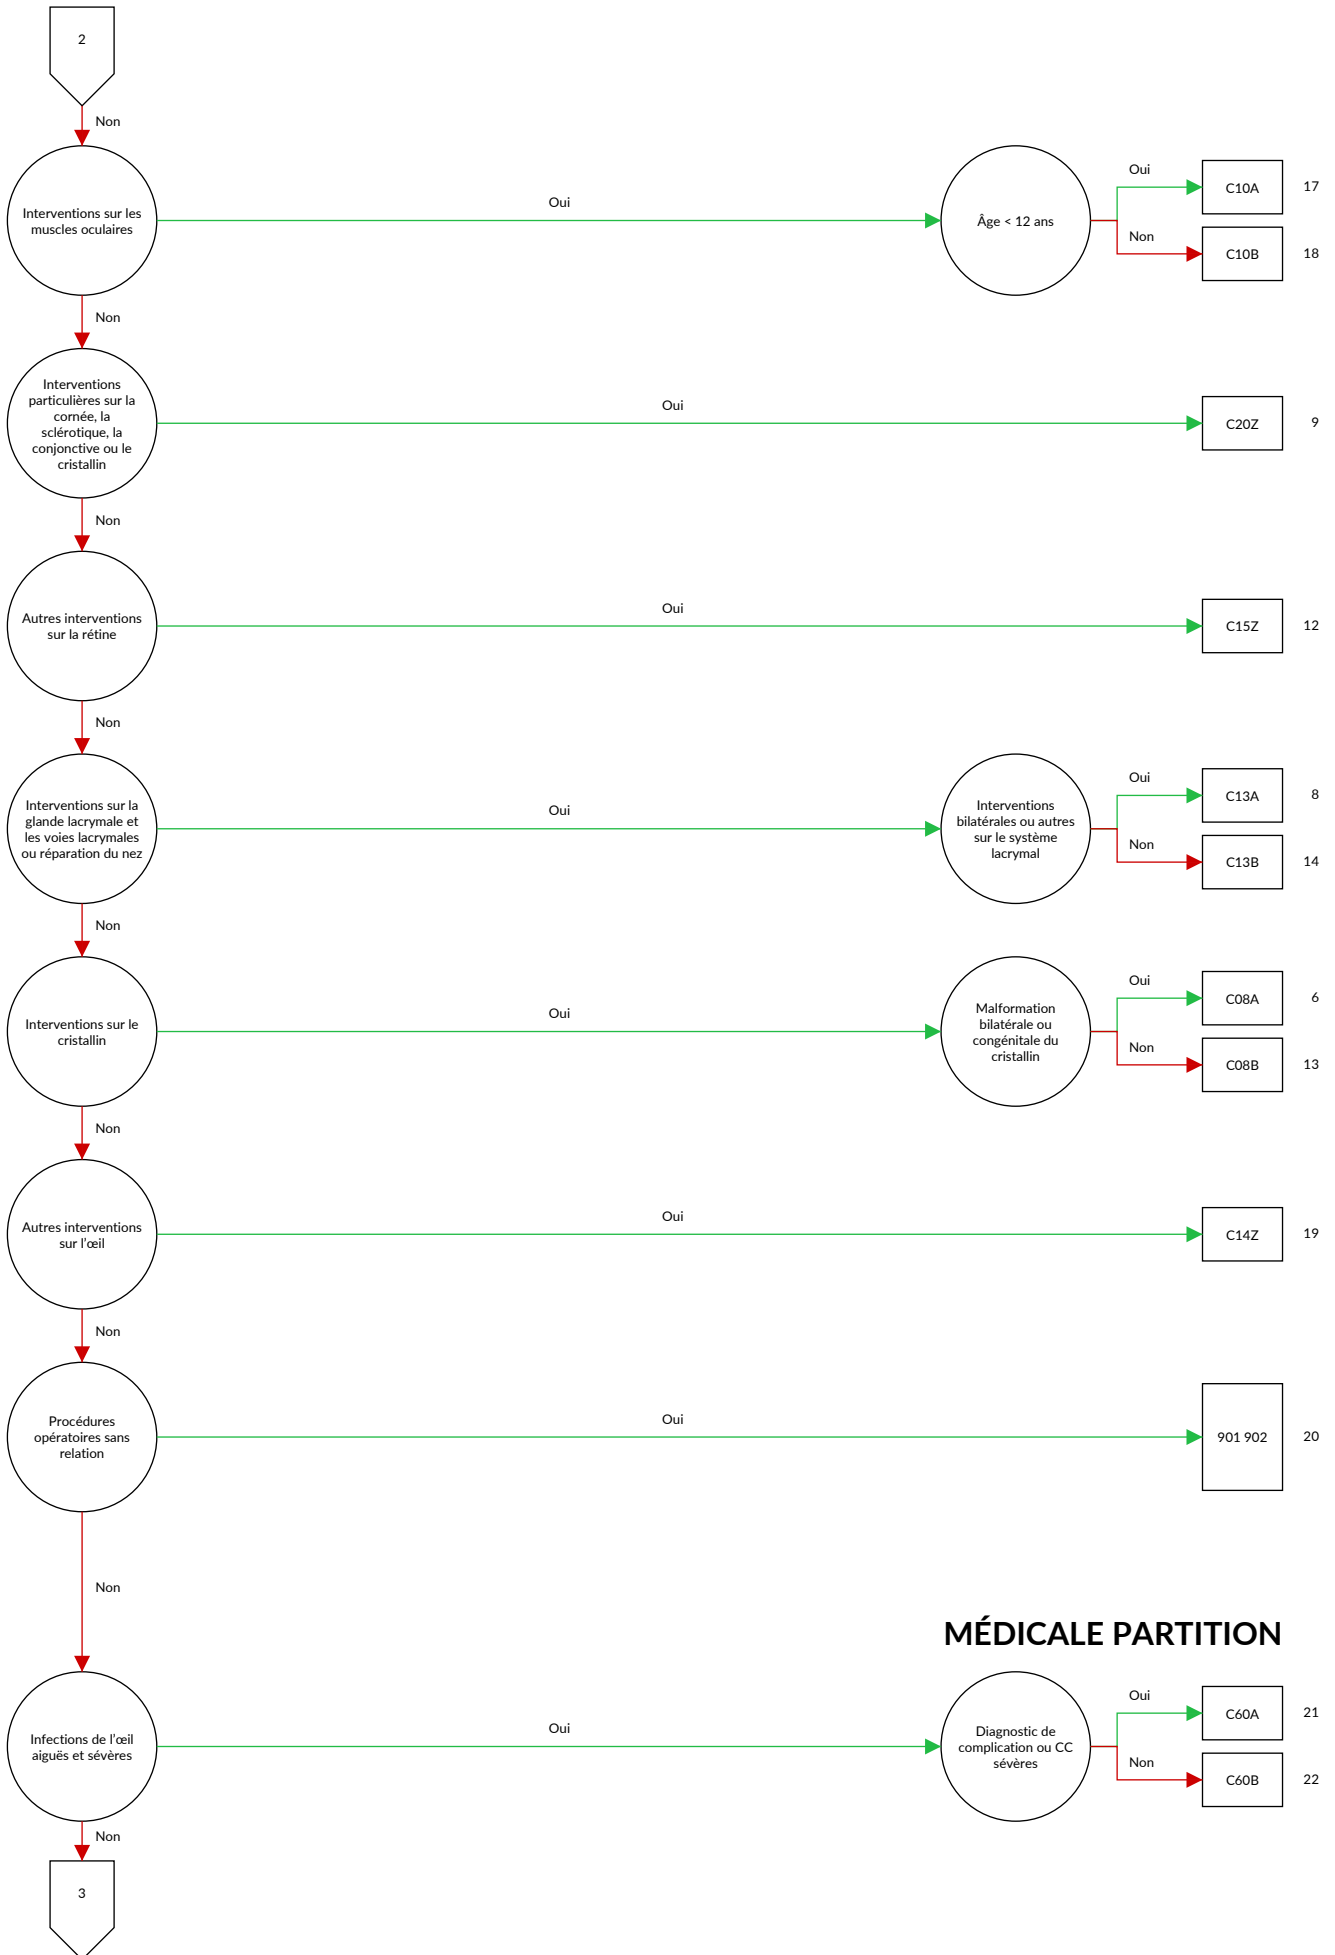 2
Non
Interventions sur les
muscles oculaires
Oui
Âge < 12 ans
Oui
C10A
17
Non
C10B
18
Non
Interventions
particulières sur la
cornée, la
sclérotique, la
conjonctive ou le
cristallin
Oui
C20Z
9
Non
Autres interventions
sur la rétine
Oui
C15Z
12
Non
Interventions sur la
glande lacrymale et
les voies lacrymales
ou réparation du nez
Oui
Interventions
bilatérales ou autres
sur le système
lacrymal
Oui
C13A
8
Non
C13B
14
Non
Interventions sur le
cristallin
Oui
Malformation
bilatérale ou
congénitale du
cristallin
Oui
C08A
6
Non
C08B
13
Non
Autres interventions
sur l'œil
Oui
C14Z
19
Non
Procédures
opératoires sans
relation
Oui
901 902
20
Non
MÉDICALE PARTITION
Infections de l'œil
aiguës et sévères
Oui
Diagnostic de
complication ou CC
sévères
Oui
C60A
21
Non
C60B
22
Non
3